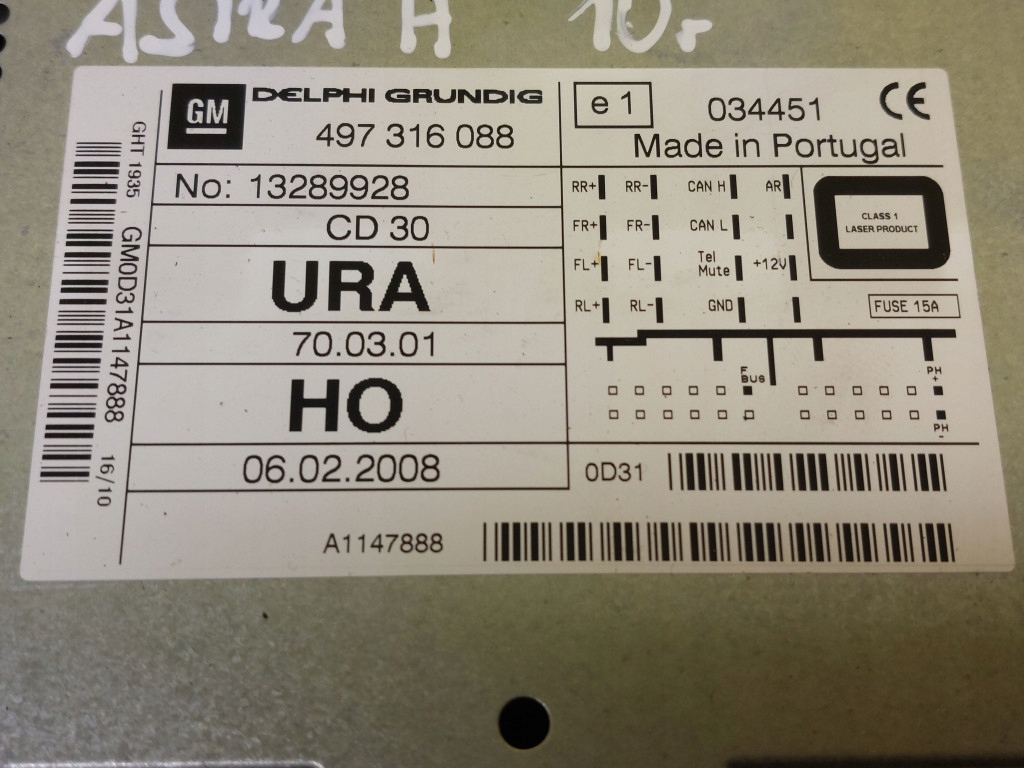 ASTRA H 10r
GM DELPHI GRUNDIG
497 316 088
e 1 034451 CE
Made in Portugal
No: 13289928
CD 30
URA
70.03.01
HO
06.02.2008
RR+ RR- CAN H AR
FR+ FR- CAN L
FL+ FL- Tel Mute +12V
RL+ RL- GND
CLASS 1
LASER PRODUCT
FUSE 15A
F BUS
PH +
PH -
0D31
A1147888
GHT 1935 GM0D31A1147888 16/10